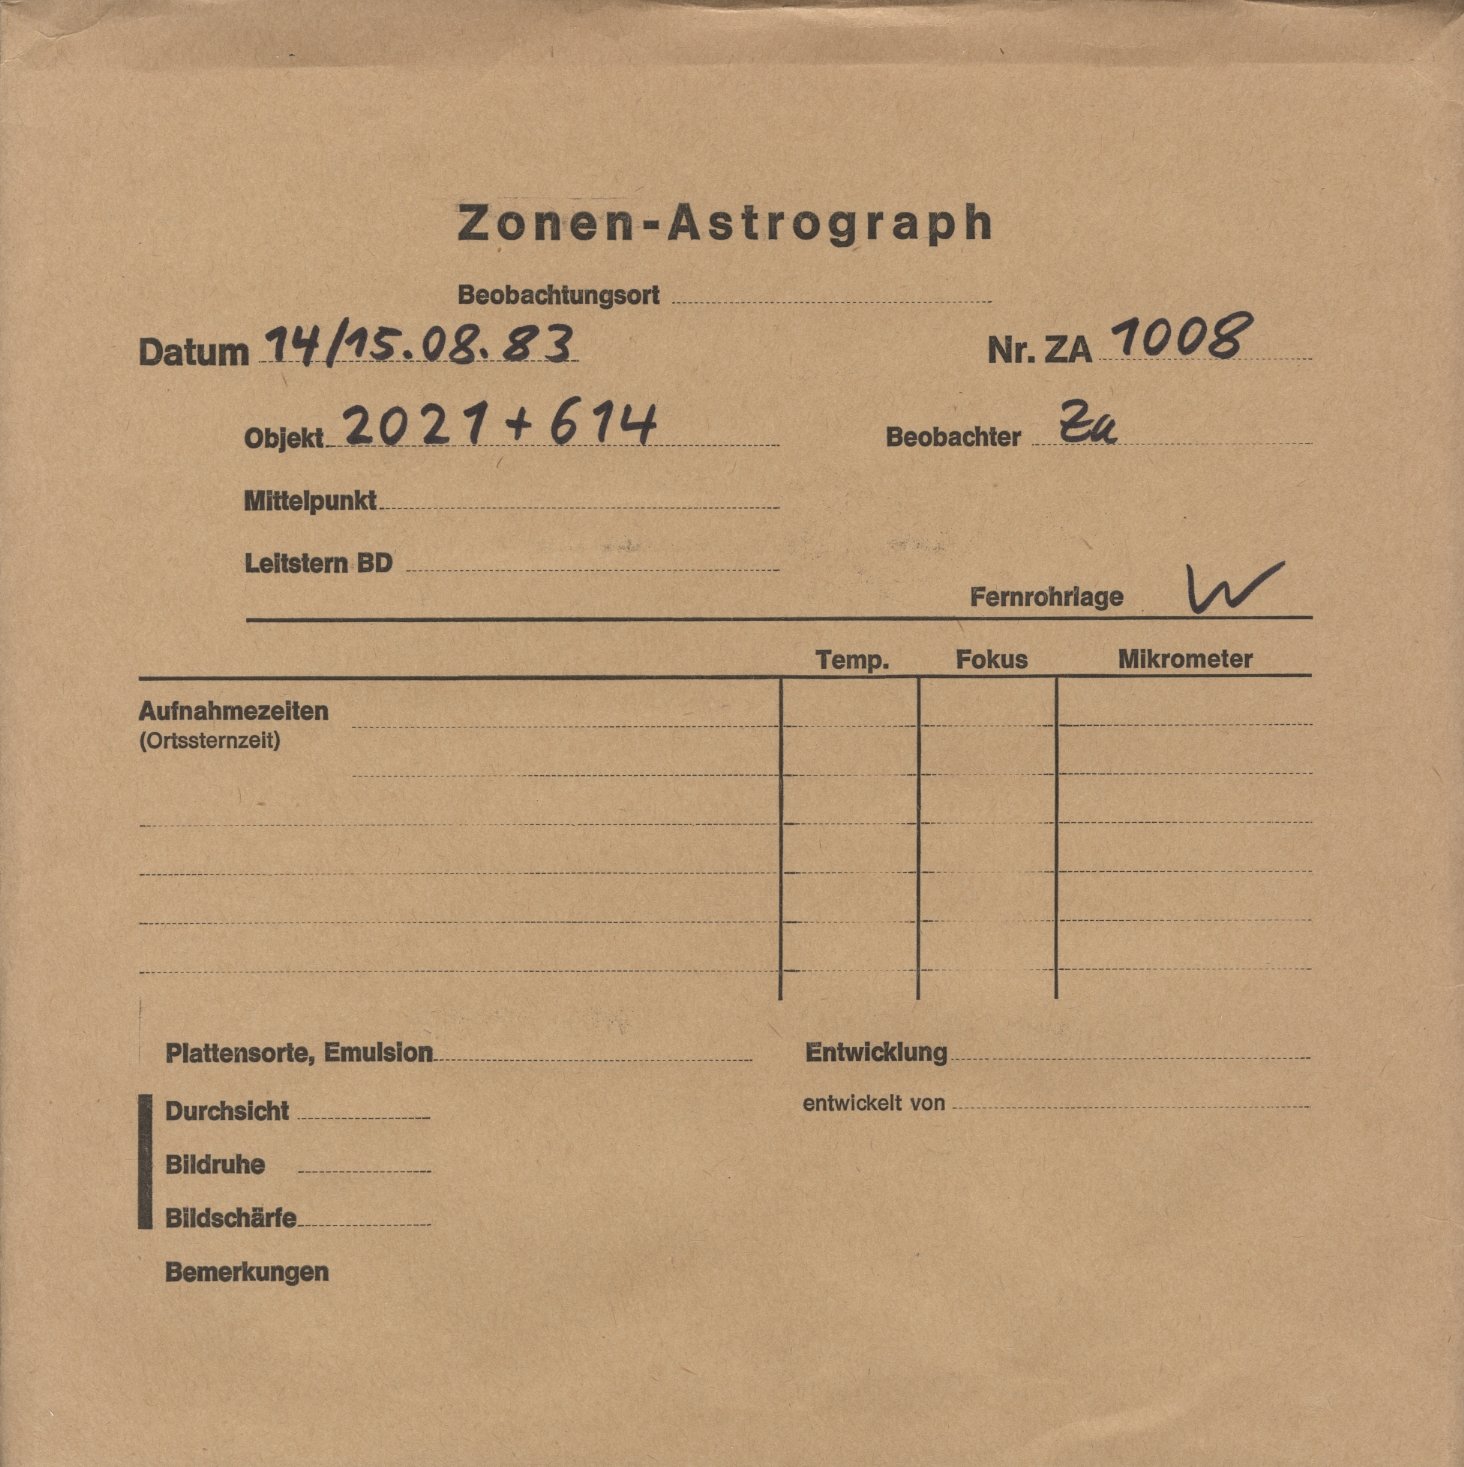 Zonen-Astrograph
Beobachtungsort
Datum 14/15.08.83 Nr. ZA 1008
Objekt 2021+614 Beobachter Za
Mittelpunkt
Leitstern BD
Fernrohrlage W
Temp. Fokus Mikrometer
Aufnahmezeiten
(Ortssternzeit)
Plattensorte, Emulsion Entwicklung
Durchsicht entwickelt von
Bildruhe
Bildschärfe
Bemerkungen